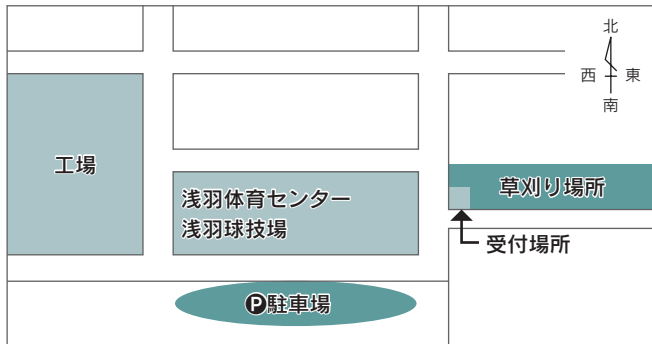 北
西 東
南
工場
浅羽体育センター
浅羽球技場
草刈り場所
受付場所
P駐車場